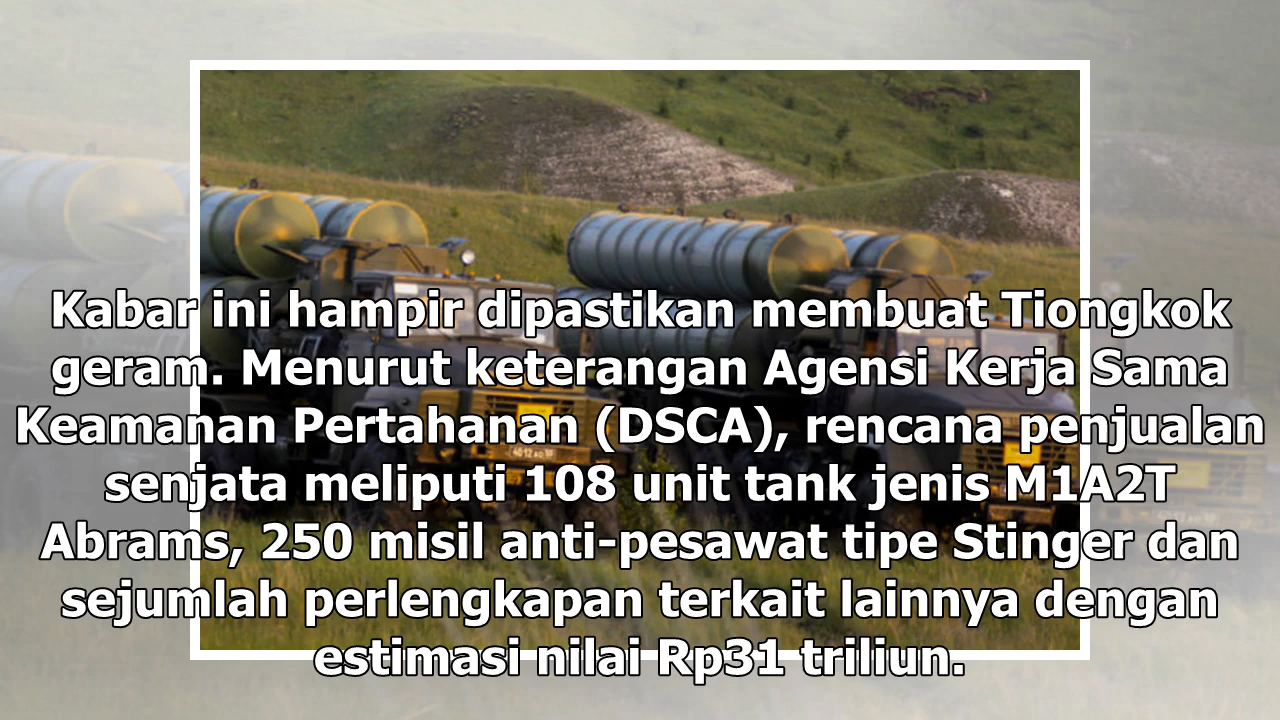 Kabar ini hampir dipastikan membuat Tiongkok
geram. Menurut keterangan Agensi Kerja Sama
Keamanan Pertahanan (DSCA), rencana penjualan
senjata meliputi 108 unit tank jenis M1A2T
Abrams, 250 misil anti-pesawat tipe Stinger dan
sejumlah perlengkapan terkait lainnya dengan
estimasi nilai Rp31 triliun.